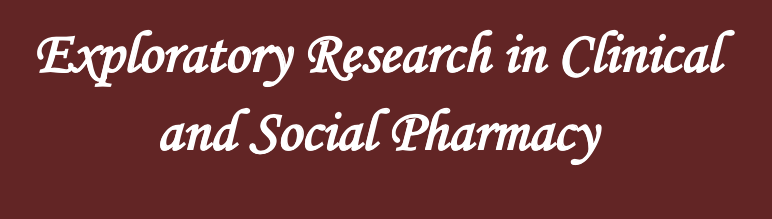 Exploratory Research in Clinical
and Social Pharmacy